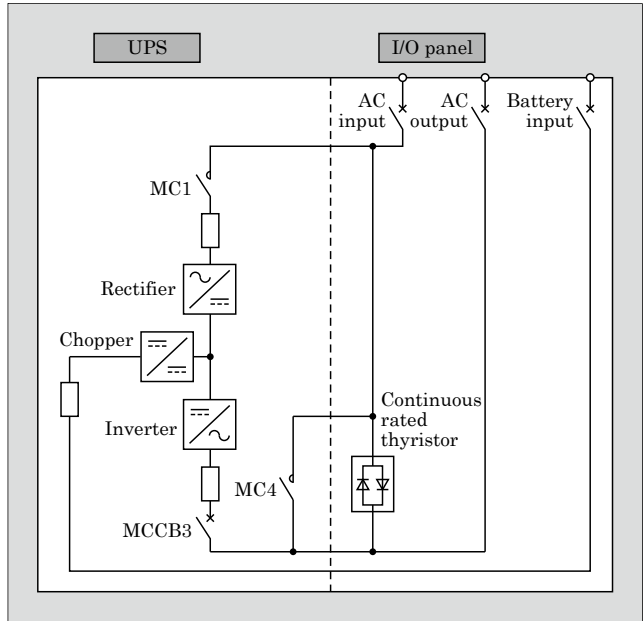 UPS
I/O panel
AC
input
AC
output
Battery
input
MC1
Rectifier
Chopper
Inverter
Continuous
rated
thyristor
MC4
MCCB3